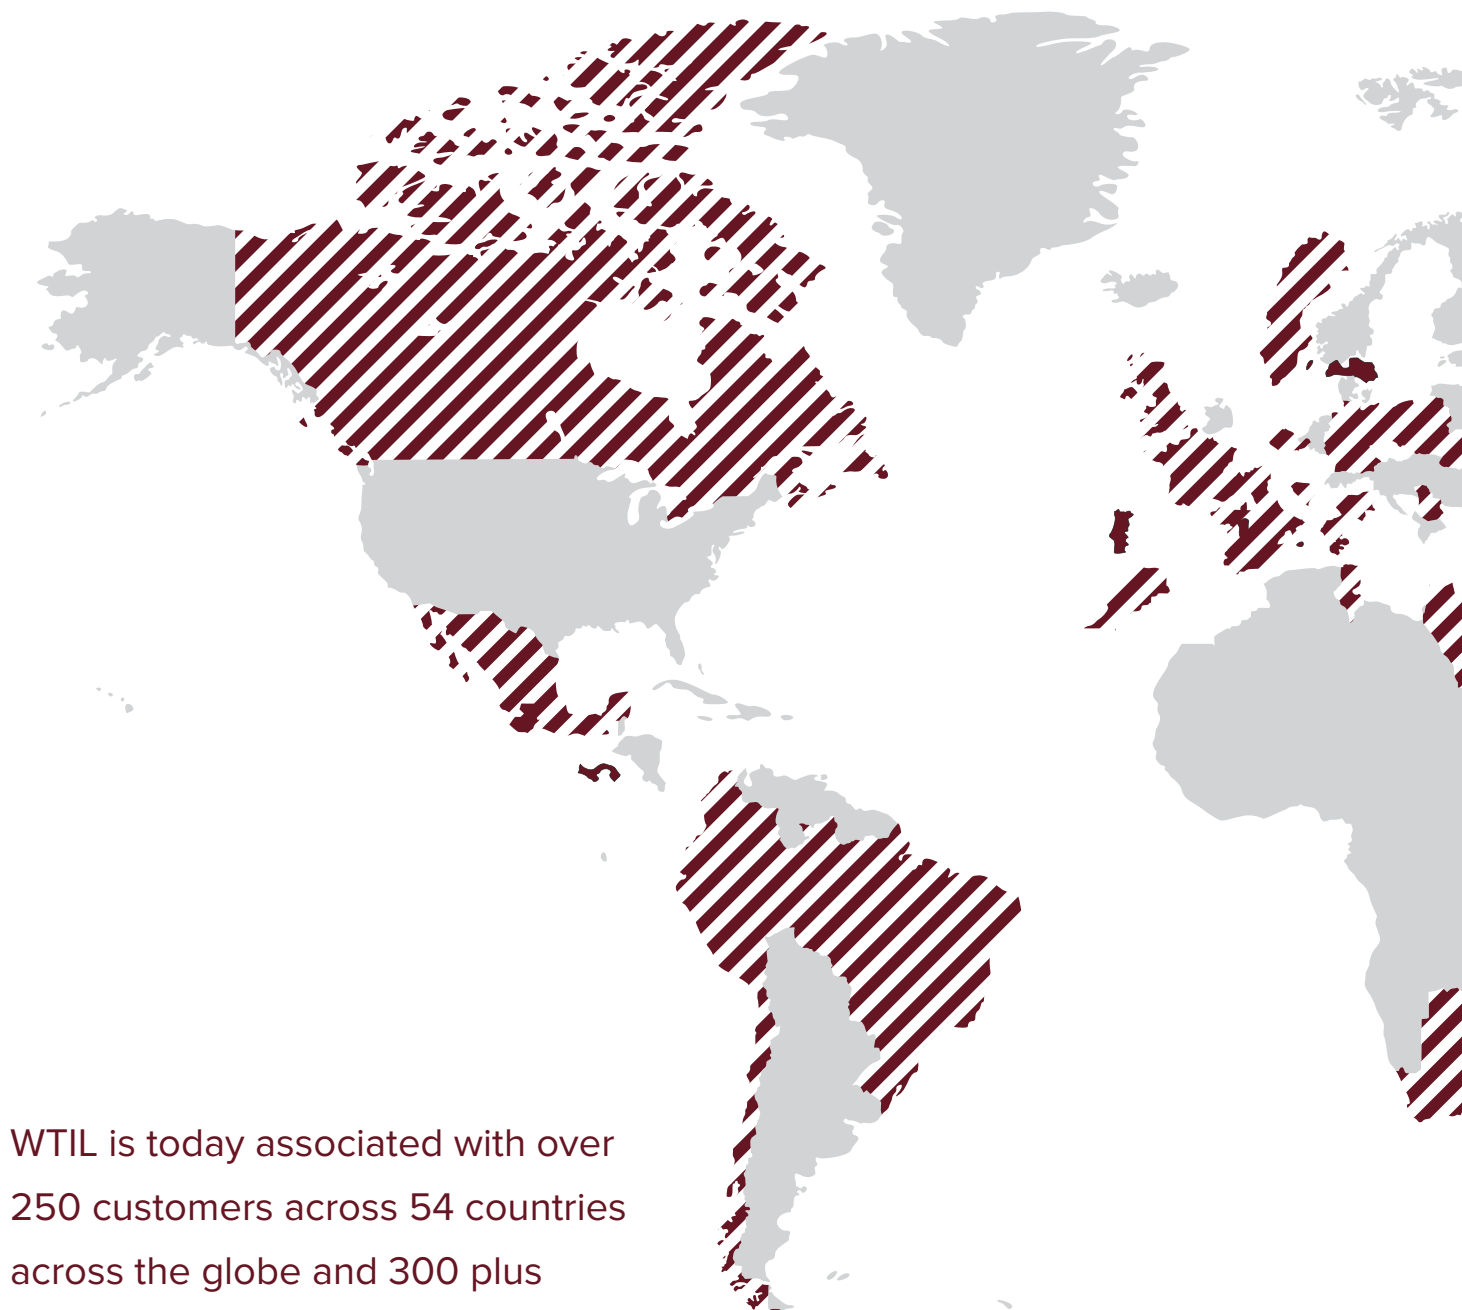 WTIL is today associated with over
250 customers across 54 countries
across the globe and 300 plus